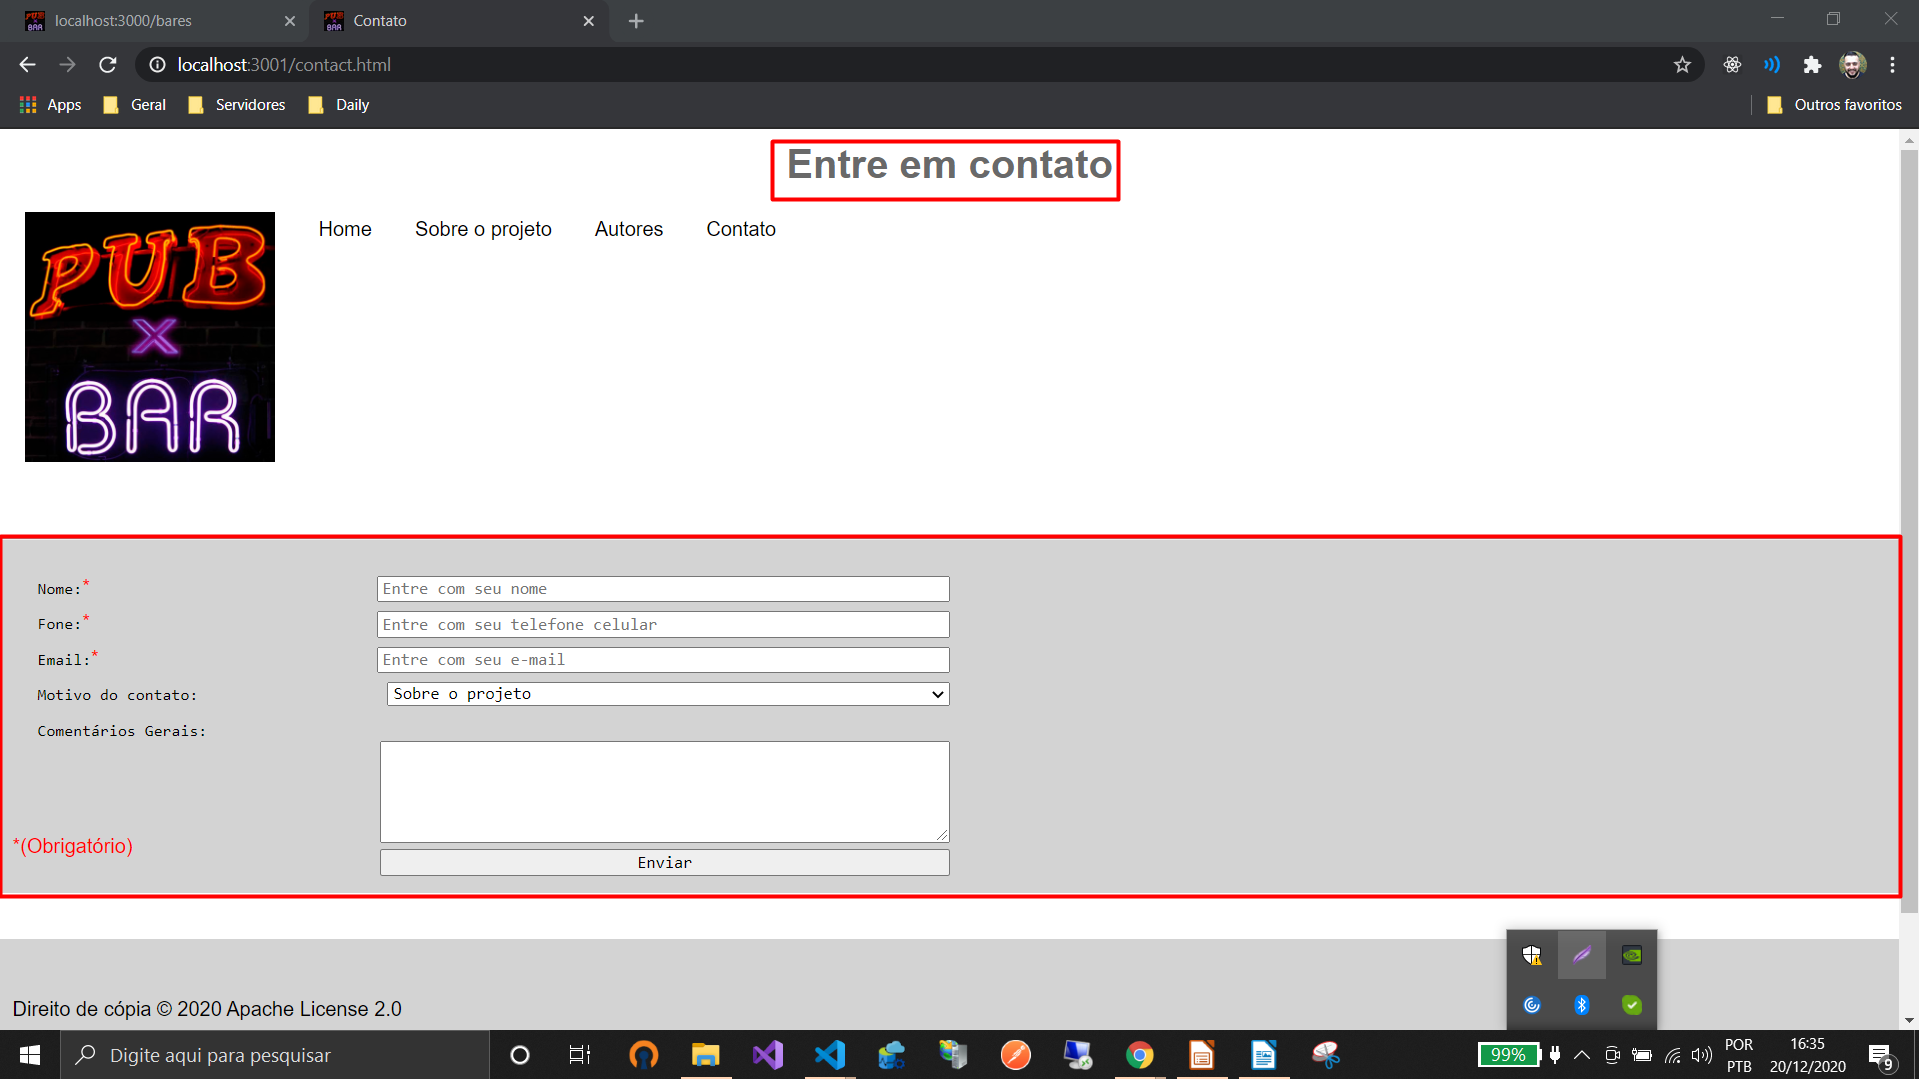 localhost:3000/bares
Contato
localhost:3001/contact.html
Apps Geral Servidores Daily Outros favoritos
Entre em contato
Home Sobre o projeto Autores Contato
PUB
X
BAR
Nome:* Entre com seu nome
Fone:* Entre com seu telefone celular
Email:* Entre com seu e-mail
Motivo do contato: Sobre o projeto
Comentários Gerais:
*(Obrigatório)
Enviar
Direito de cópia © 2020 Apache License 2.0
Digite aqui para pesquisar
99%
POR
PTB
16:35
20/12/2020
9